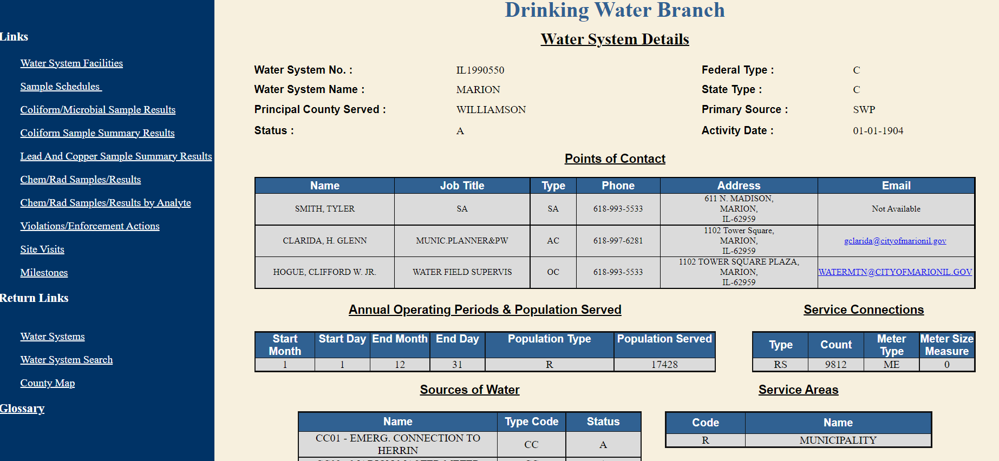 Drinking Water Branch
Water System Details
Links
Water System Facilities
Sample Schedules
Coliform/Microbial Sample Results
Coliform Sample Summary Results
Lead And Copper Sample Summary Results
Chem/Rad Samples/Results
Chem/Rad Samples/Results by Analyte
Violations/Enforcement Actions
Site Visits
Milestones
Return Links
Water Systems
Water System Search
County Map
Glossary
Water System No. : IL1990550 Federal Type : C
Water System Name : MARION State Type : C
Principal County Served : WILLIAMSON Primary Source : SWP
Status : A Activity Date : 01-01-1904
Points of Contact
Name Job Title Type Phone Address Email
SMITH, TYLER SA SA 618-993-5533 611 N. MADISON,
MARION,
IL-62959 Not Available
CLARIDA, H. GLENN MUNIC.PLANNER&PW AC 618-997-6281 1102 Tower Square,
MARION,
IL-62959 gclarida@cityofmarionil.gov
HOGUE, CLIFFORD W. JR. WATER FIELD SUPERVIS OC 618-993-5533 1102 TOWER SQUARE PLAZA,
MARION,
IL-62959 WATERMTN@CITYOFMARIONIL.GOV
Annual Operating Periods & Population Served
Start Month Start Day End Month End Day Population Type Population Served
1 1 12 31 R 17428
Service Connections
Type Count Meter Type Meter Size Measure
RS 9812 ME 0
Sources of Water
Name Type Code Status
CC01 - EMERG. CONNECTION TO
HERRIN CC A
Service Areas
Code Name
R MUNICIPALITY